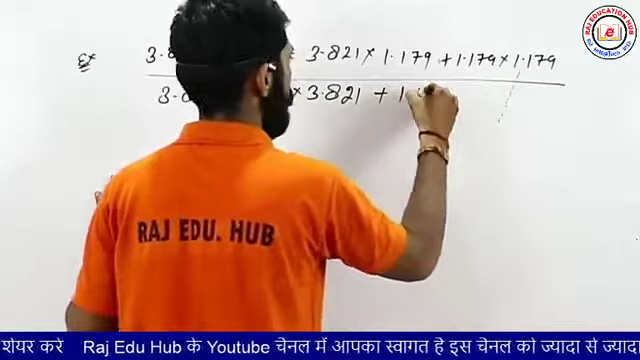 Ex 3.8 3.821 × 1.179 + 1.179 × 1.179
3. × 3.821 + 1.
RAJ EDU. HUB
RAJ EDUCATION HUB
शेयर करें Raj Edu Hub के Youtube चेनल में आपका स्वागत है इस चेनल को ज्यादा से ज्यादा